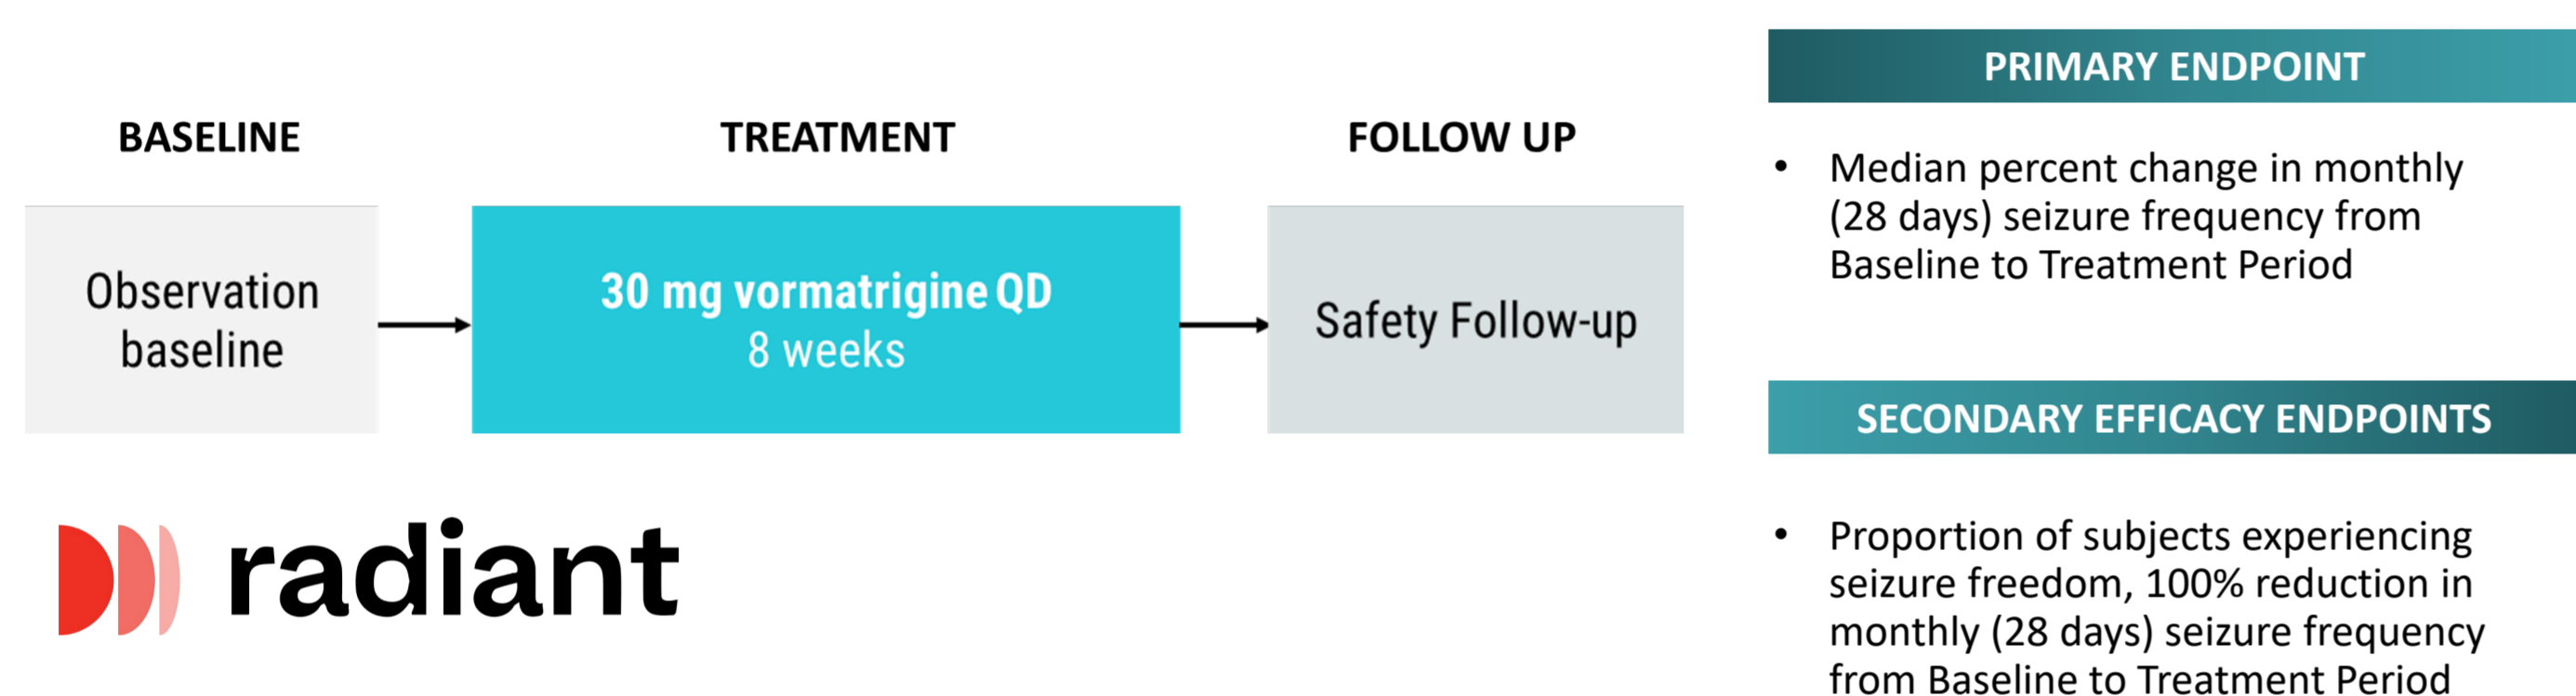 BASELINE
TREATMENT
FOLLOW UP
Observation
baseline
30 mg vormatrigine QD
8 weeks
Safety Follow-up
radiant
PRIMARY ENDPOINT
• Median percent change in monthly
(28 days) seizure frequency from
Baseline to Treatment Period
SECONDARY EFFICACY ENDPOINTS
• Proportion of subjects experiencing
seizure freedom, 100% reduction in
monthly (28 days) seizure frequency
from Baseline to Treatment Period